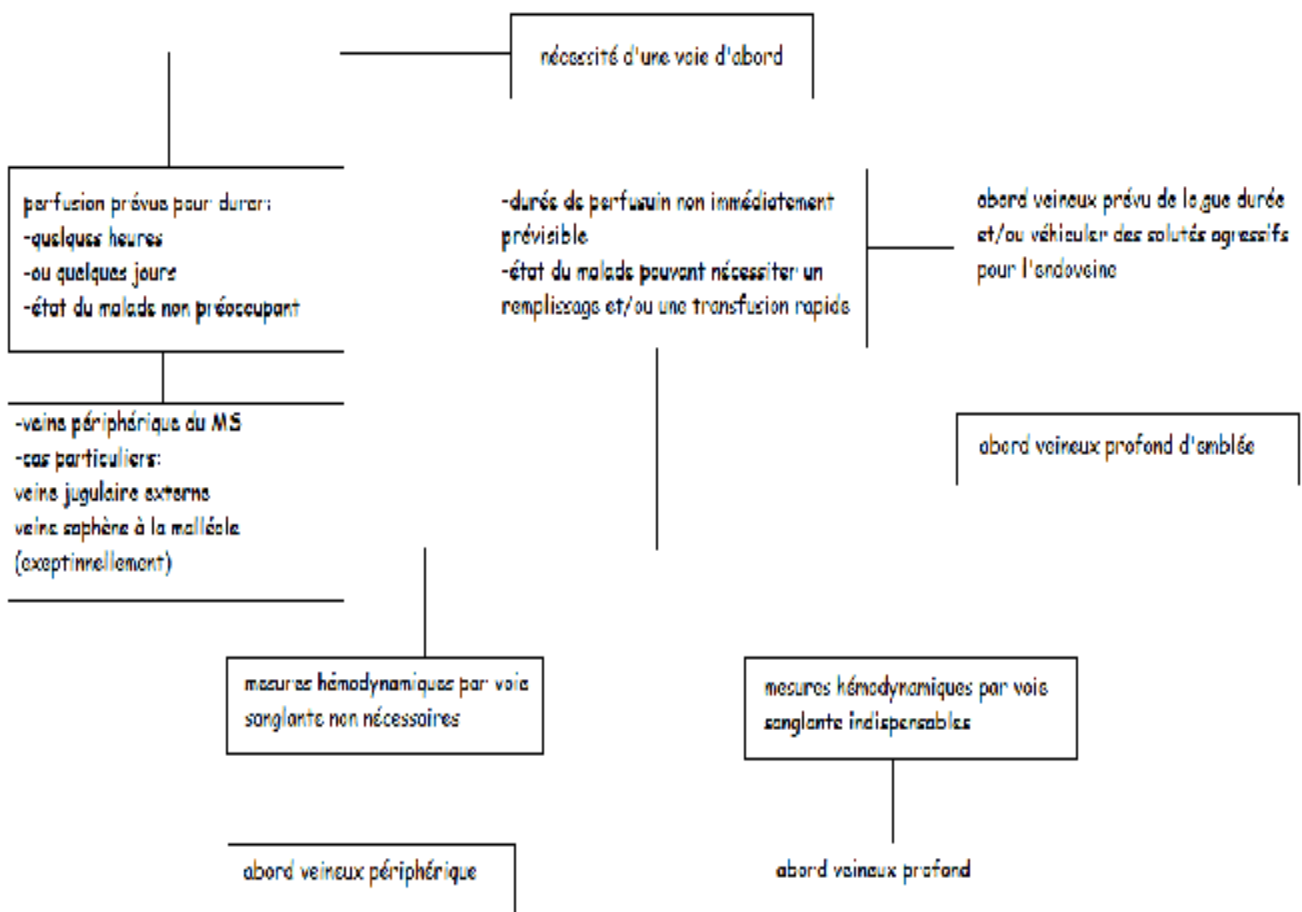 nécessité d'une voie d'abord
perfusion prévue pour durer:
-quelques heures
-ou quelques jours
-état du malade non préoccupant
-durée de perfusuin non immédiatement
prévisible
-état du malade pouvant nécessiter un
remplissage et/ou une transfusion rapide
abord veineux prévu de logue durée
et/ou véhiculer des solutés agressifs
pour l'endoveine
-veine périphérique du MS
-cas particuliers:
veine jugulaire externe
veine saphène à la malléole
(exeptinnellement)
abord veineux profond d'emblée
mesures hémodynamiques par voie
sanglante non nécessoires
mesures hémodynamiques par voie
sanglante indispensables
abord veineux périphérique
abord veineux profond